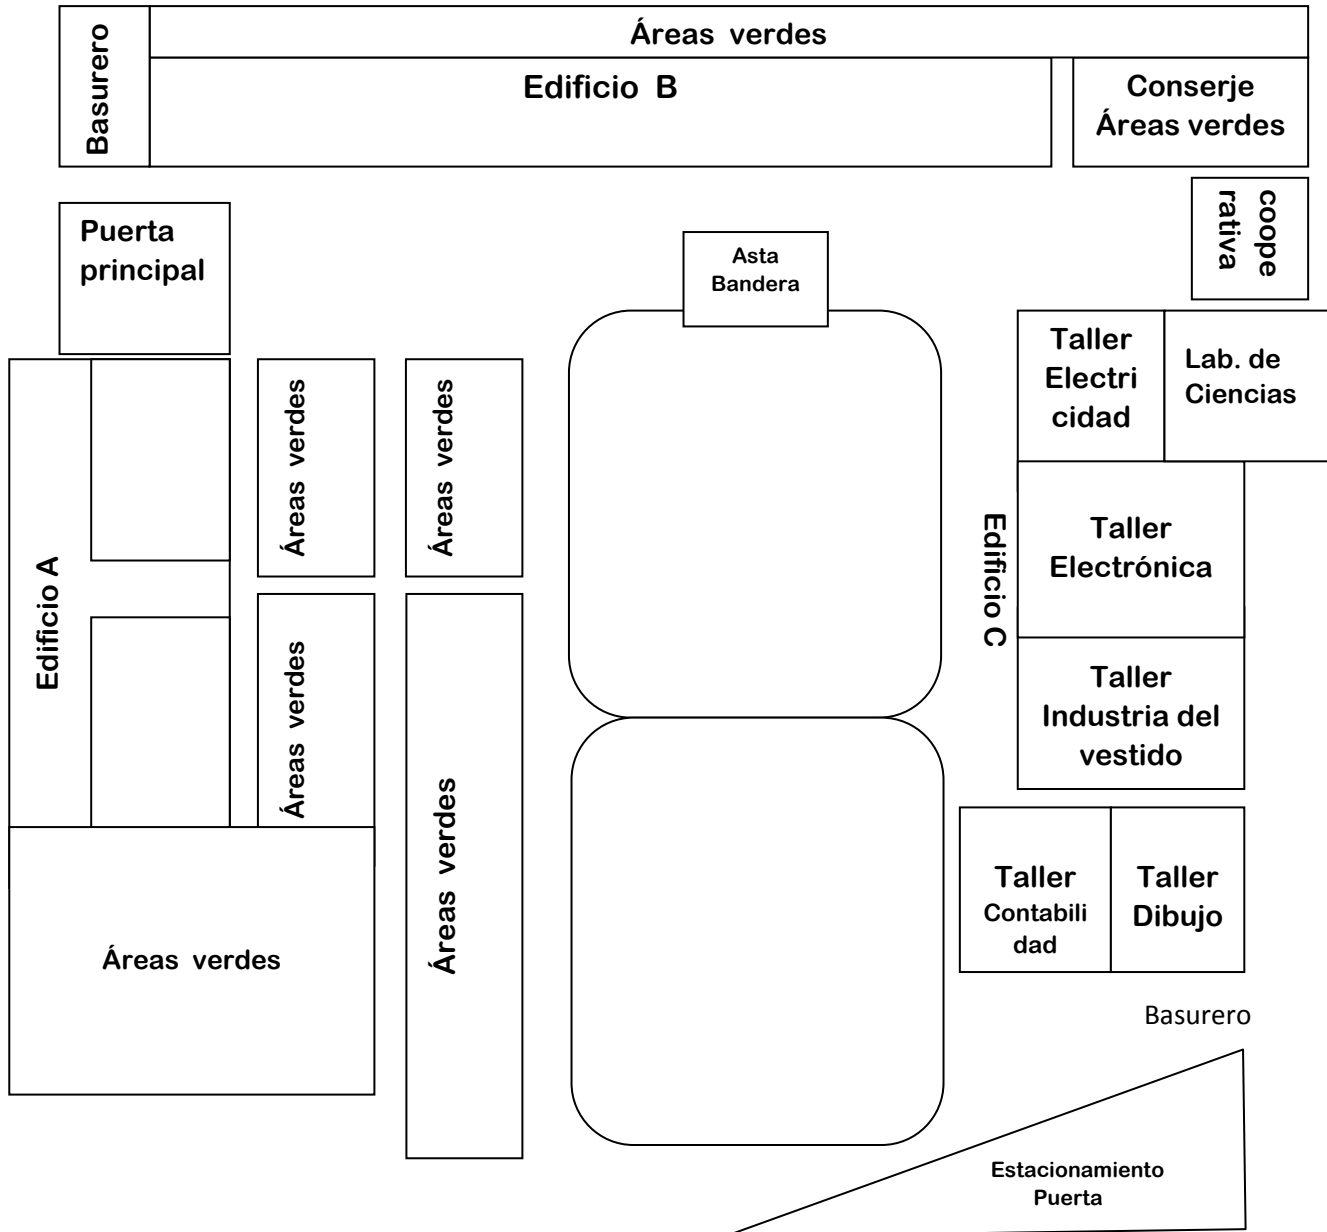 Basurero
Áreas verdes
Edificio B
Conserje
Áreas verdes
coope
rativa
Puerta
principal
Asta
Bandera
Edificio A
Áreas verdes
Áreas verdes
Áreas verdes
Áreas verdes
Áreas verdes
Edificio C
Taller
Electri
cidad
Lab. de
Ciencias
Taller
Electrónica
Taller
Industria del
vestido
Taller
Contabili
dad
Taller
Dibujo
Basurero
Estacionamiento
Puerta